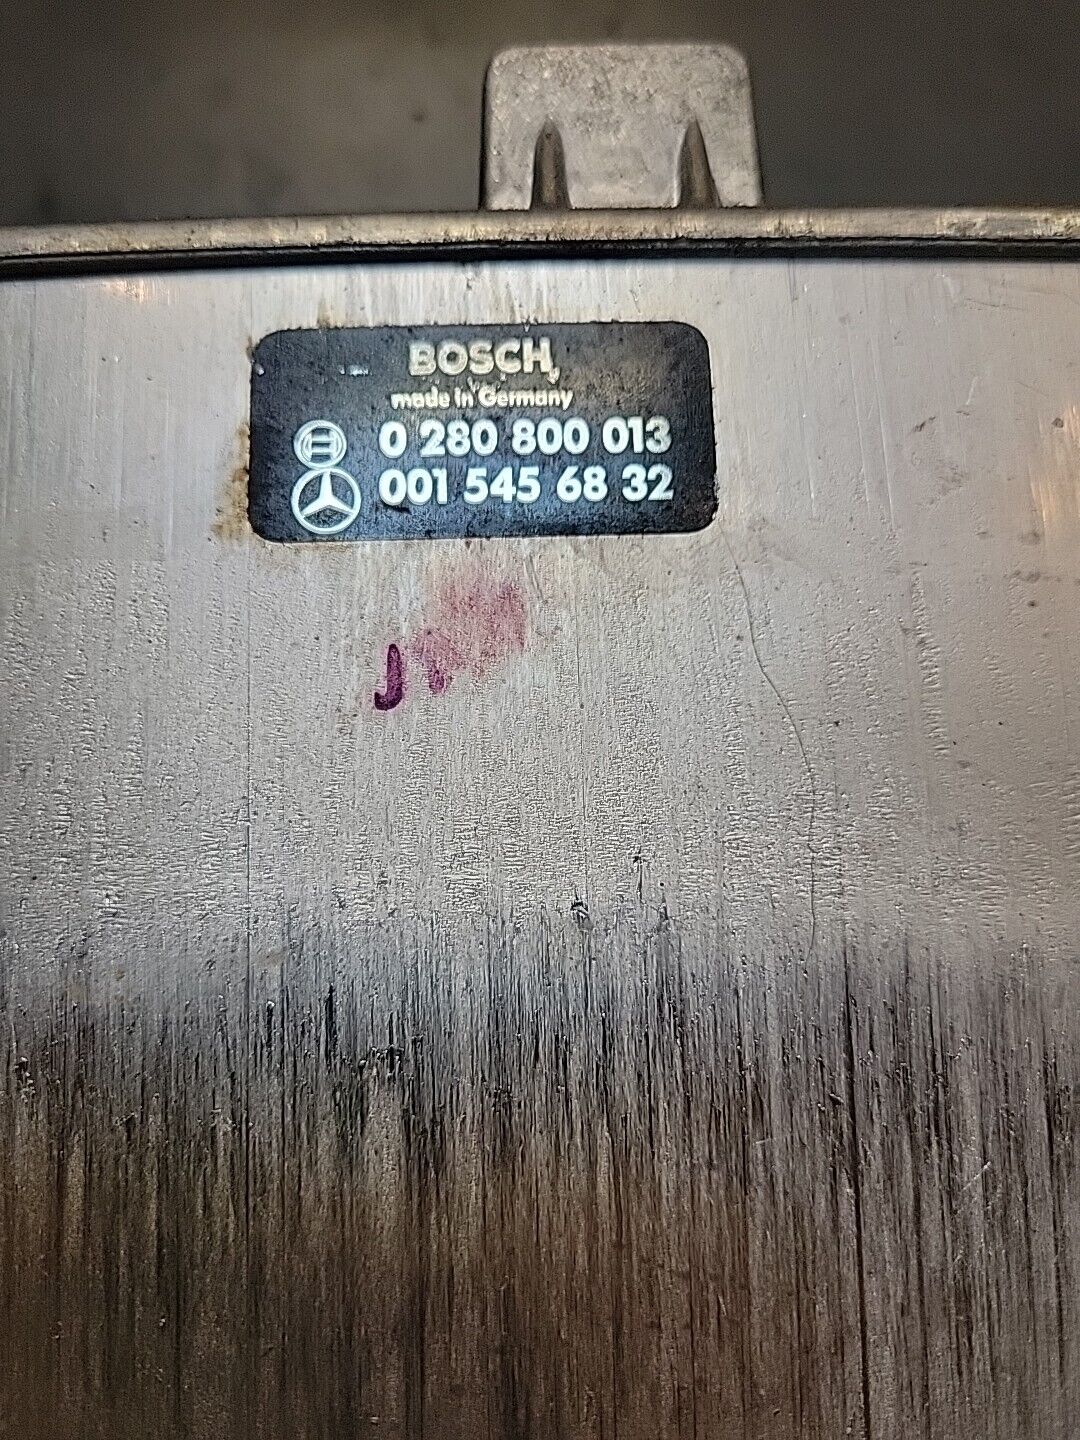 BOSCH
made in Germany
0 280 800 013
001 545 68 32